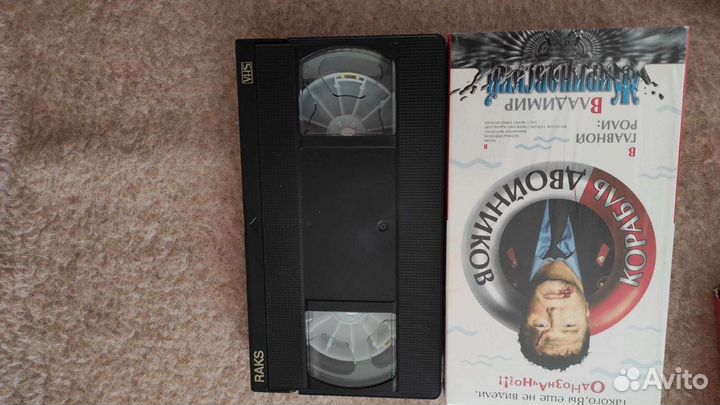 VHS
RAKS
Такого, Вы еще не видели.
ОдНозНАчНо!!!
КОРАБЛЬ ДВОЙНИКОВ
В
ГЛАВНОЙ
РОЛИ:
ВЛАДИМИР
Жириновский
Avito